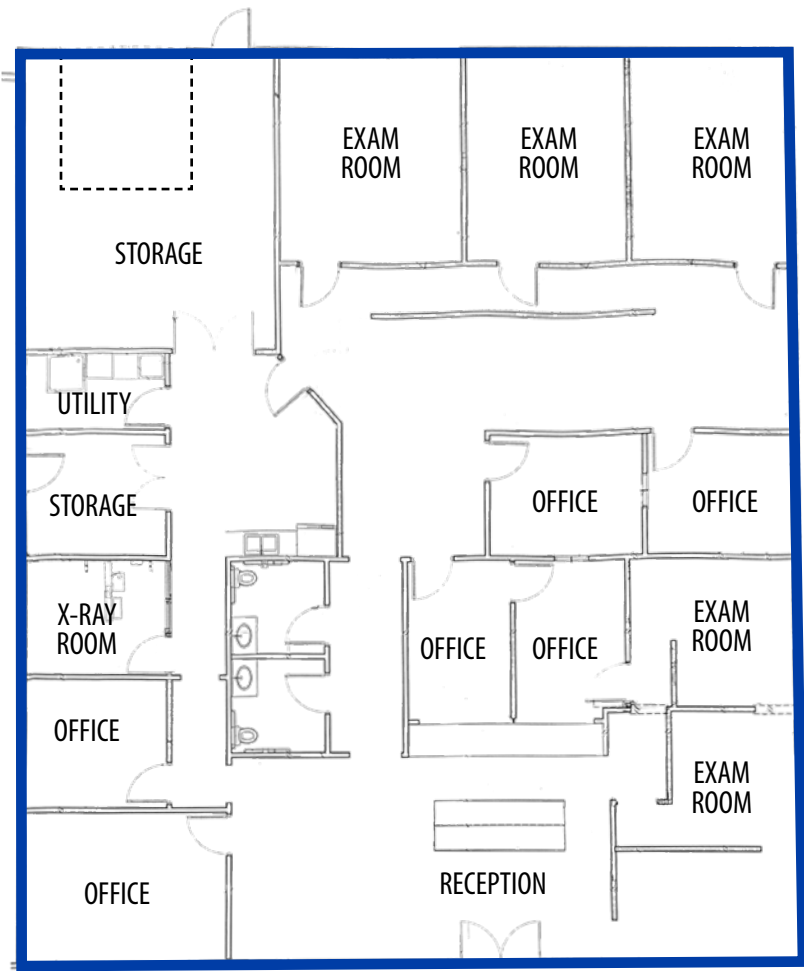 EXAM
ROOM
EXAM
ROOM
EXAM
ROOM
STORAGE
UTILITY
STORAGE
OFFICE
OFFICE
X-RAY
ROOM
OFFICE
OFFICE
EXAM
ROOM
OFFICE
EXAM
ROOM
OFFICE
RECEPTION